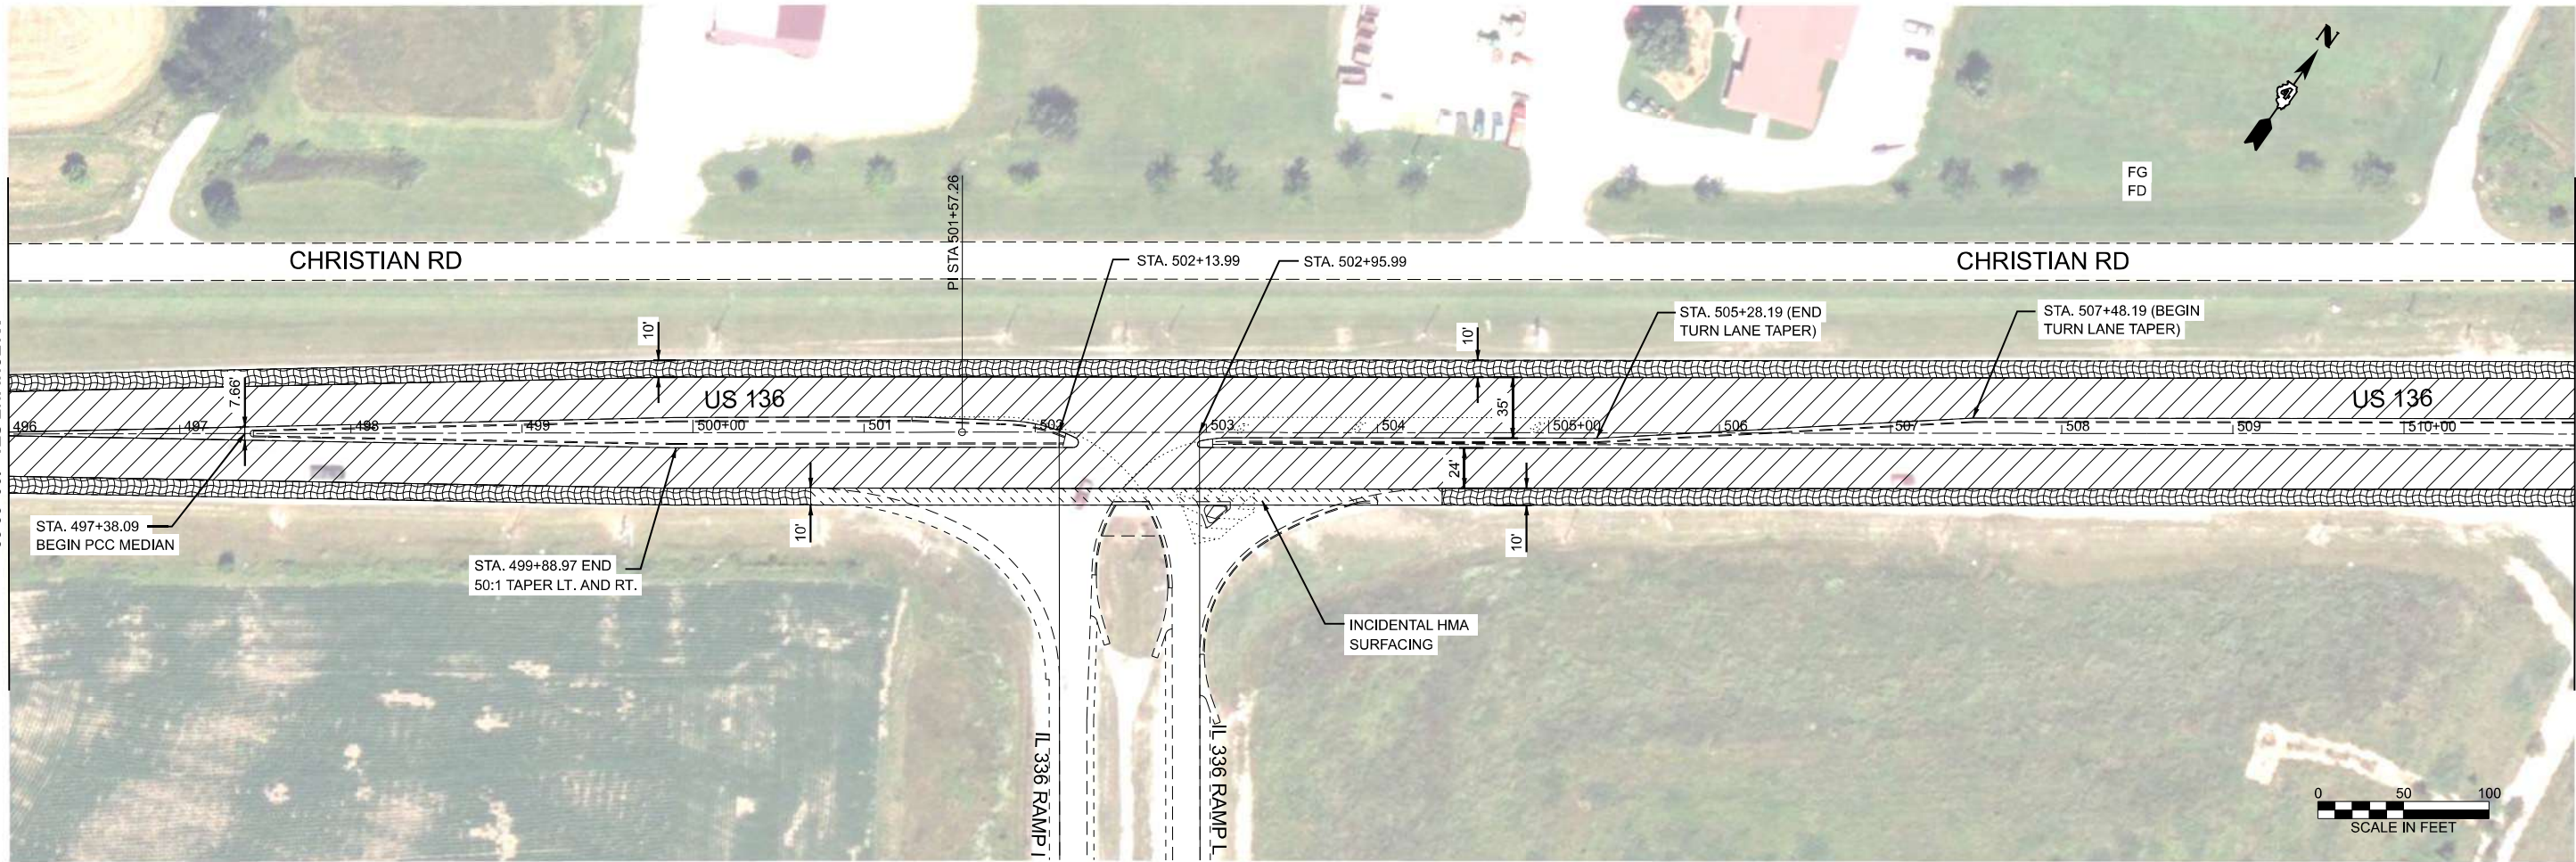 N
4
FG
FD
PI STA 501+57.26
CHRISTIAN RD
CHRISTIAN RD
STA. 502+13.99
STA. 502+95.99
STA. 505+28.19 (END
TURN LANE TAPER)
STA. 507+48.19 (BEGIN
TURN LANE TAPER)
10'
10'
7.66'
US 136
35'
US 136
496
497
498
499
500+00
501
502
503
504
505+00
506
507
508
509
510+00
24'
STA. 497+38.09
BEGIN PCC MEDIAN
10'
10'
STA. 499+88.97 END
50:1 TAPER LT. AND RT.
INCIDENTAL HMA
SURFACING
IL 336 RAMP
IL 336 RAMP L
0 50 100
SCALE IN FEET